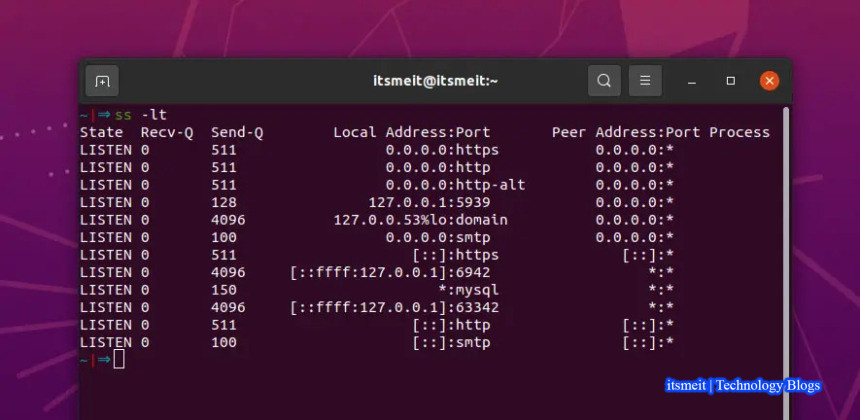 itsmeit@itsmeit:~
~|⇒ss -lt
State  Recv-Q  Send-Q        Local Address:Port        Peer Address:Port Process
LISTEN 0       511                 0.0.0.0:https            0.0.0.0:*
LISTEN 0       511                 0.0.0.0:http             0.0.0.0:*
LISTEN 0       511                 0.0.0.0:http-alt         0.0.0.0:*
LISTEN 0       128               127.0.0.1:5939             0.0.0.0:*
LISTEN 0       4096          127.0.0.53%lo:domain           0.0.0.0:*
LISTEN 0       100                 0.0.0.0:smtp             0.0.0.0:*
LISTEN 0       511                    [::]:https               [::]:*
LISTEN 0       4096     [::ffff:127.0.0.1]:6942                   *:*
LISTEN 0       150                       *:mysql                  *:*
LISTEN 0       4096     [::ffff:127.0.0.1]:63342                  *:*
LISTEN 0       511                    [::]:http                [::]:*
LISTEN 0       100                    [::]:smtp                [::]:*
~|⇒
itsmeit | Technology Blogs